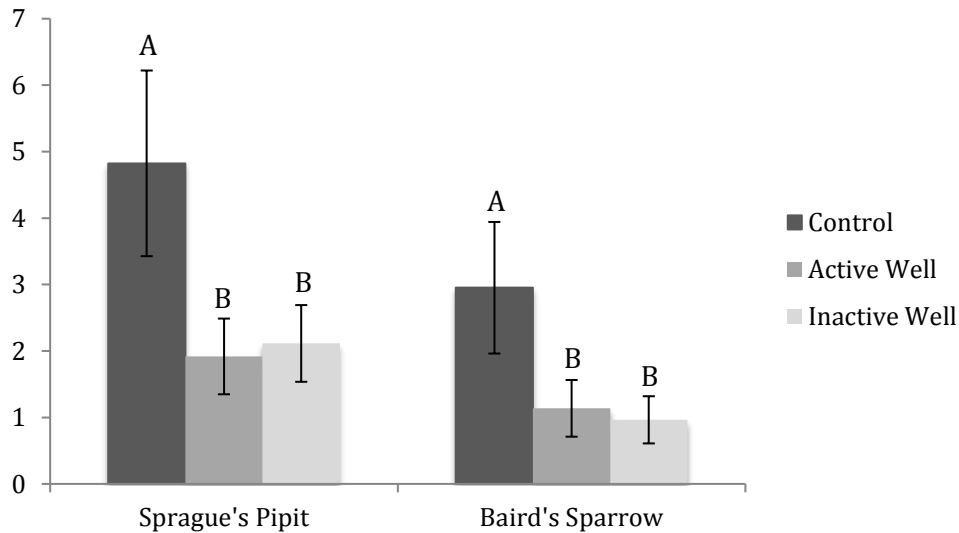 7
6
5
4
3
2
1
0
A
B
B
A
B
B
Sprague's Pipit
Baird's Sparrow
Control
Active Well
Inactive Well